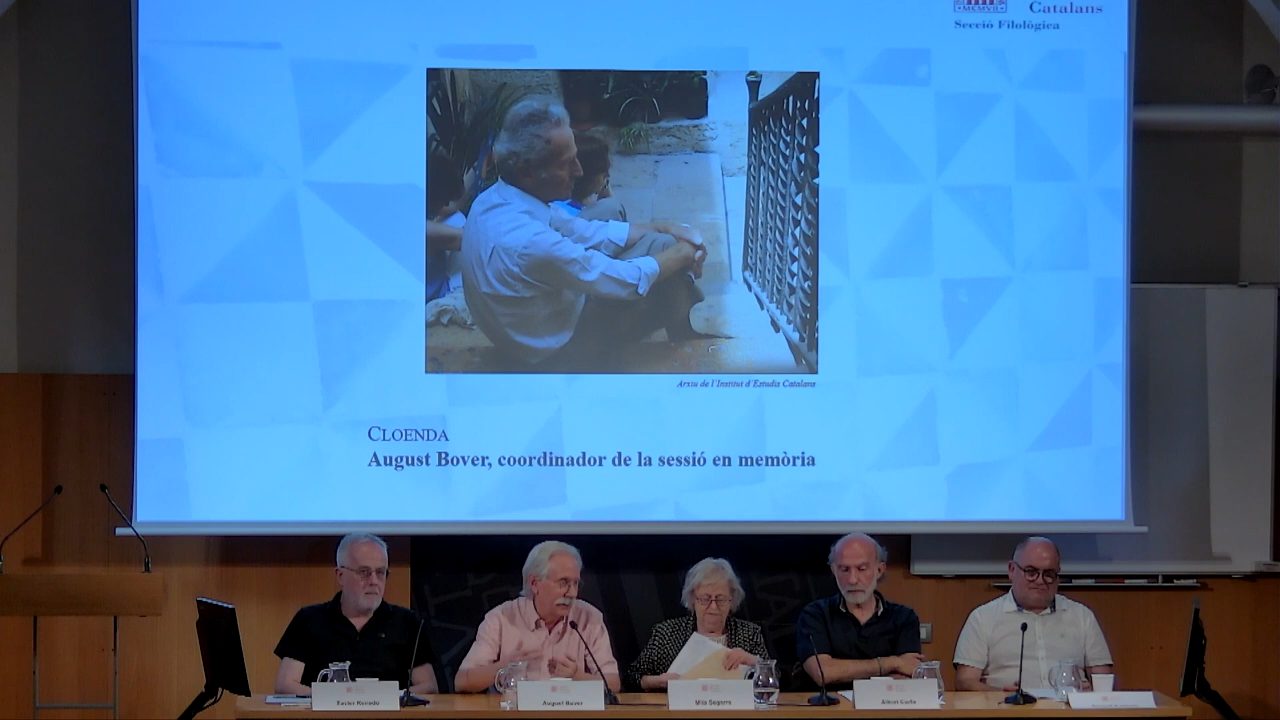 Catalans
MCMVII
Secció Filològica
Arxiu de l'Institut d'Estudis Catalans
CLOENDA
August Bover, coordinador de la sessió en memòria
August Bover
Mila Segarra